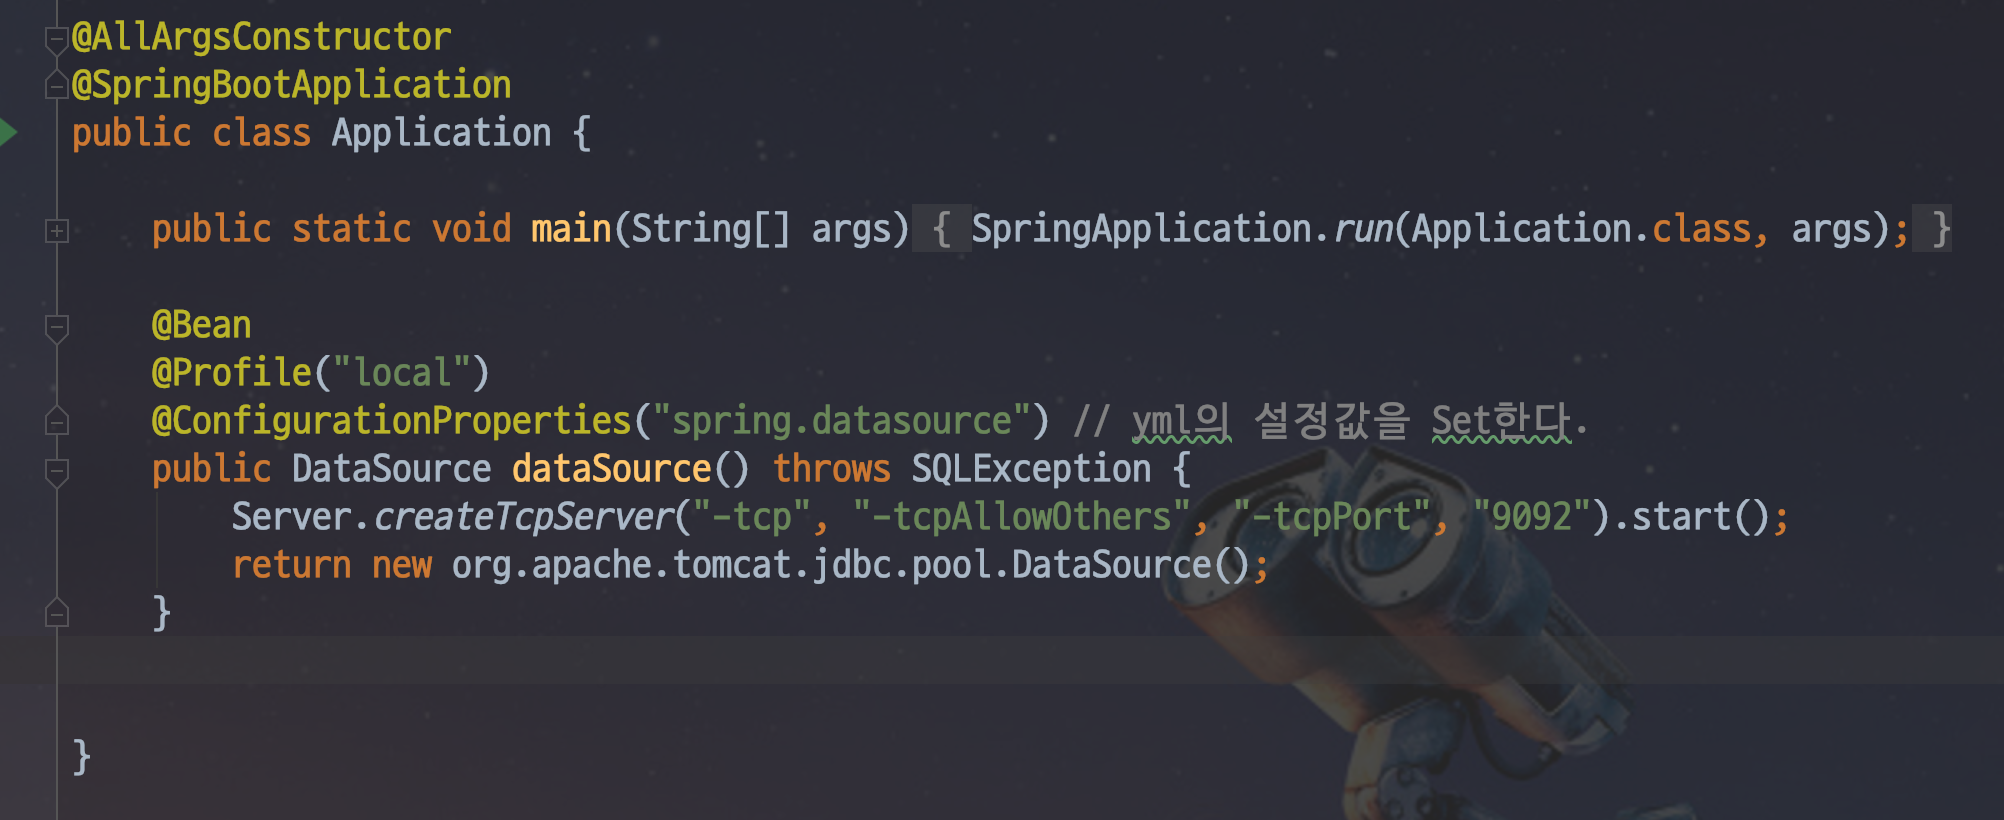 @AllArgsConstructor
@SpringBootApplication
public class Application {
public static void main(String[] args) { SpringApplication.run(Application.class, args); }
@Bean
@Profile("local")
@ConfigurationProperties("spring.datasource") // yml의 설정값을 Set한다.
public DataSource dataSource() throws SQLException {
Server.createTcpServer("-tcp", "-tcpAllowOthers", "-tcpPort", "9092").start();
return new org.apache.tomcat.jdbc.pool.DataSource();
}
}